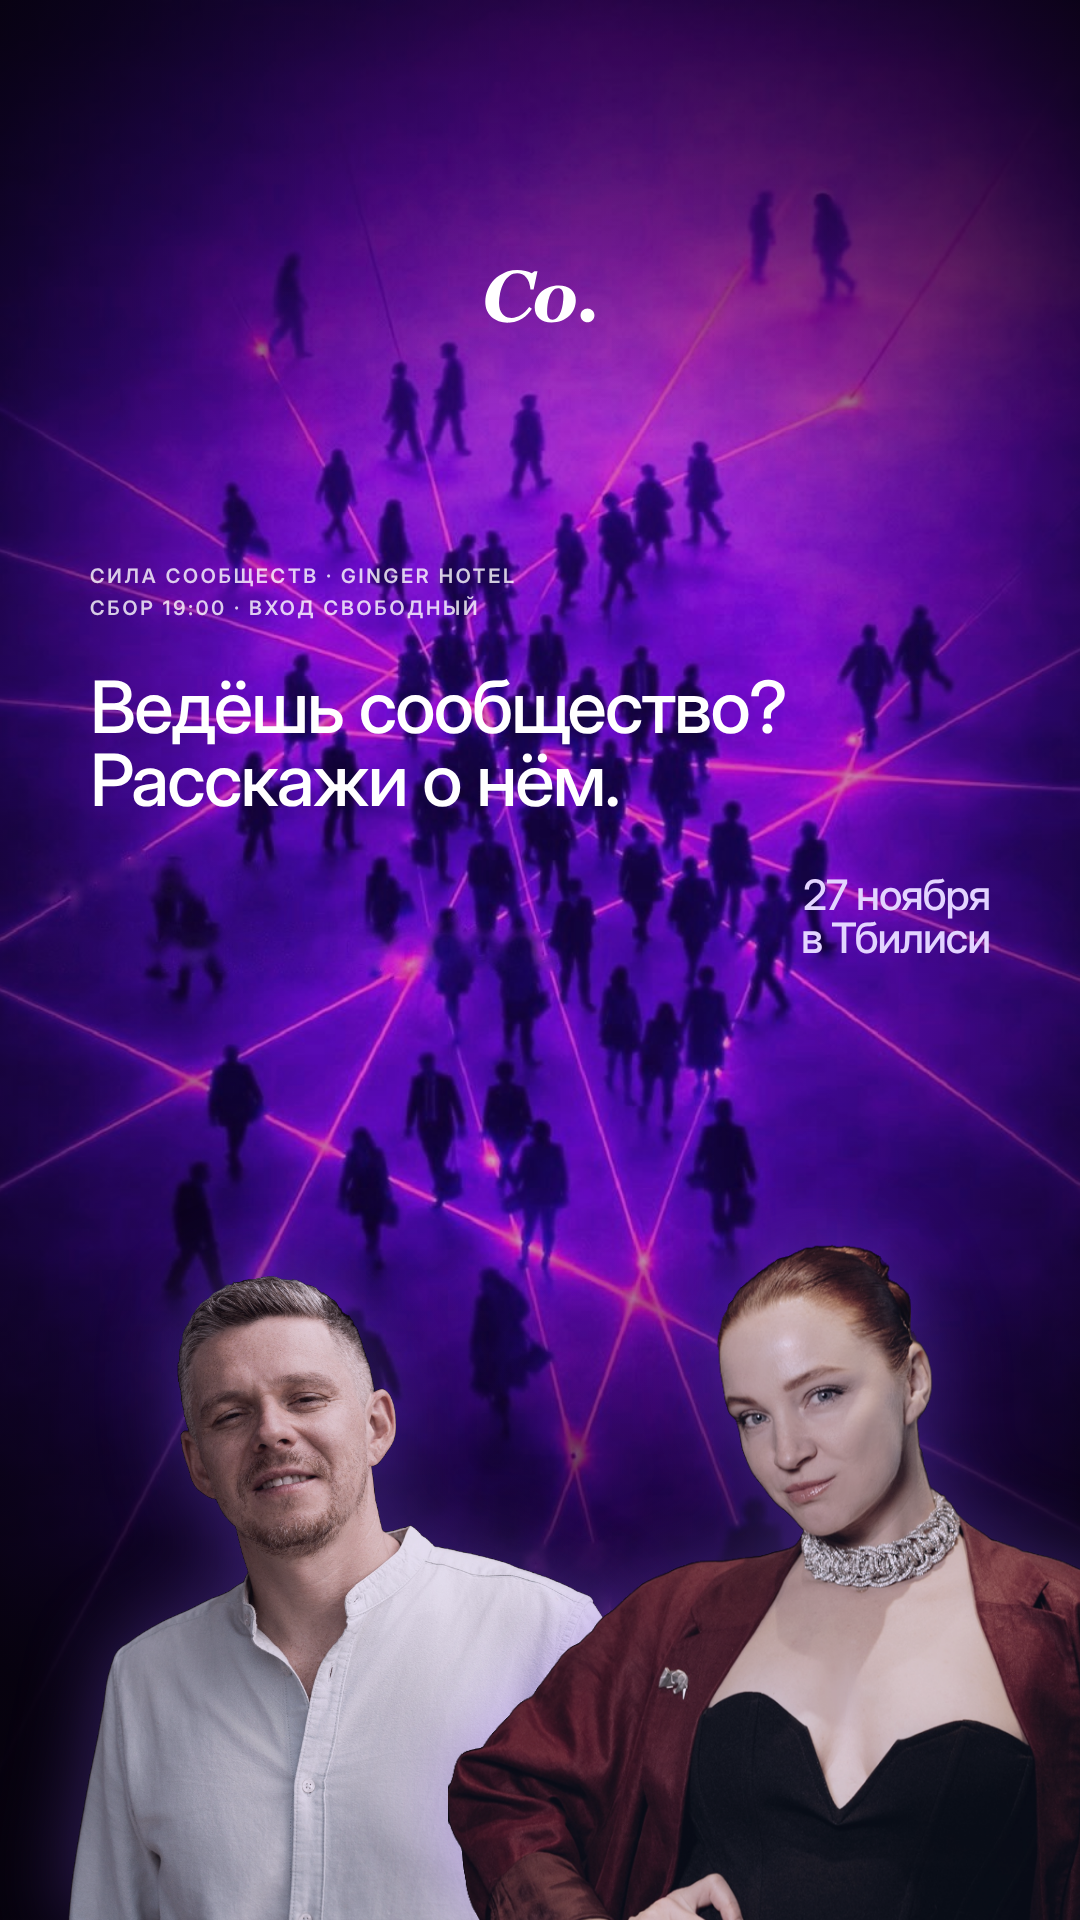 Co.
СИЛА СООБЩЕСТВ · GINGER HOTEL
СБОР 19:00 · ВХОД СВОБОДНЫЙ
Ведёшь сообщество?
Расскажи о нём.
27 ноября
в Тбилиси